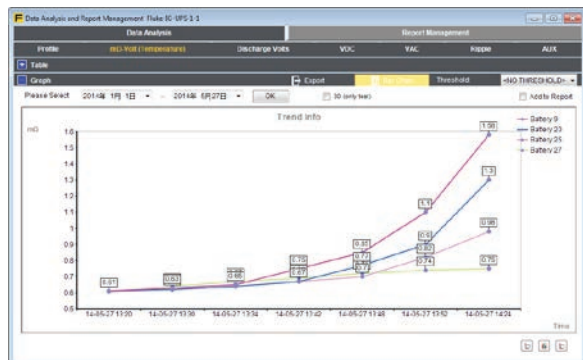 Data Analysis and Report Management Fluke IC-UPS-1-1
Data Analysis Report Management
Profile mΩ-Volt (Temperature) Discharge Volts VDC VAC Ripple AUX
Table
Graph Export Threshold <NO THRESHOLD>
Please Select 2014年 1月 1日 - 2014年 6月27日 OK 3D (only two) Add to Report
Trend Info
mΩ
1.6
1.5
1.4
1.3
1.2
1.1
1
0.9
0.8
0.7
0.6
0.5
1.58
1.3
1.1
0.98
0.9
0.82
0.85
0.77
0.75
0.74
0.75
0.67
0.63
0.61
Battery 9
Battery 23
Battery 25
Battery 27
14-05-27 13:20 14-05-27 13:30 14-05-27 13:34 14-05-27 13:42 14-05-27 13:48 14-05-27 13:52 14-05-27 14:24
Time